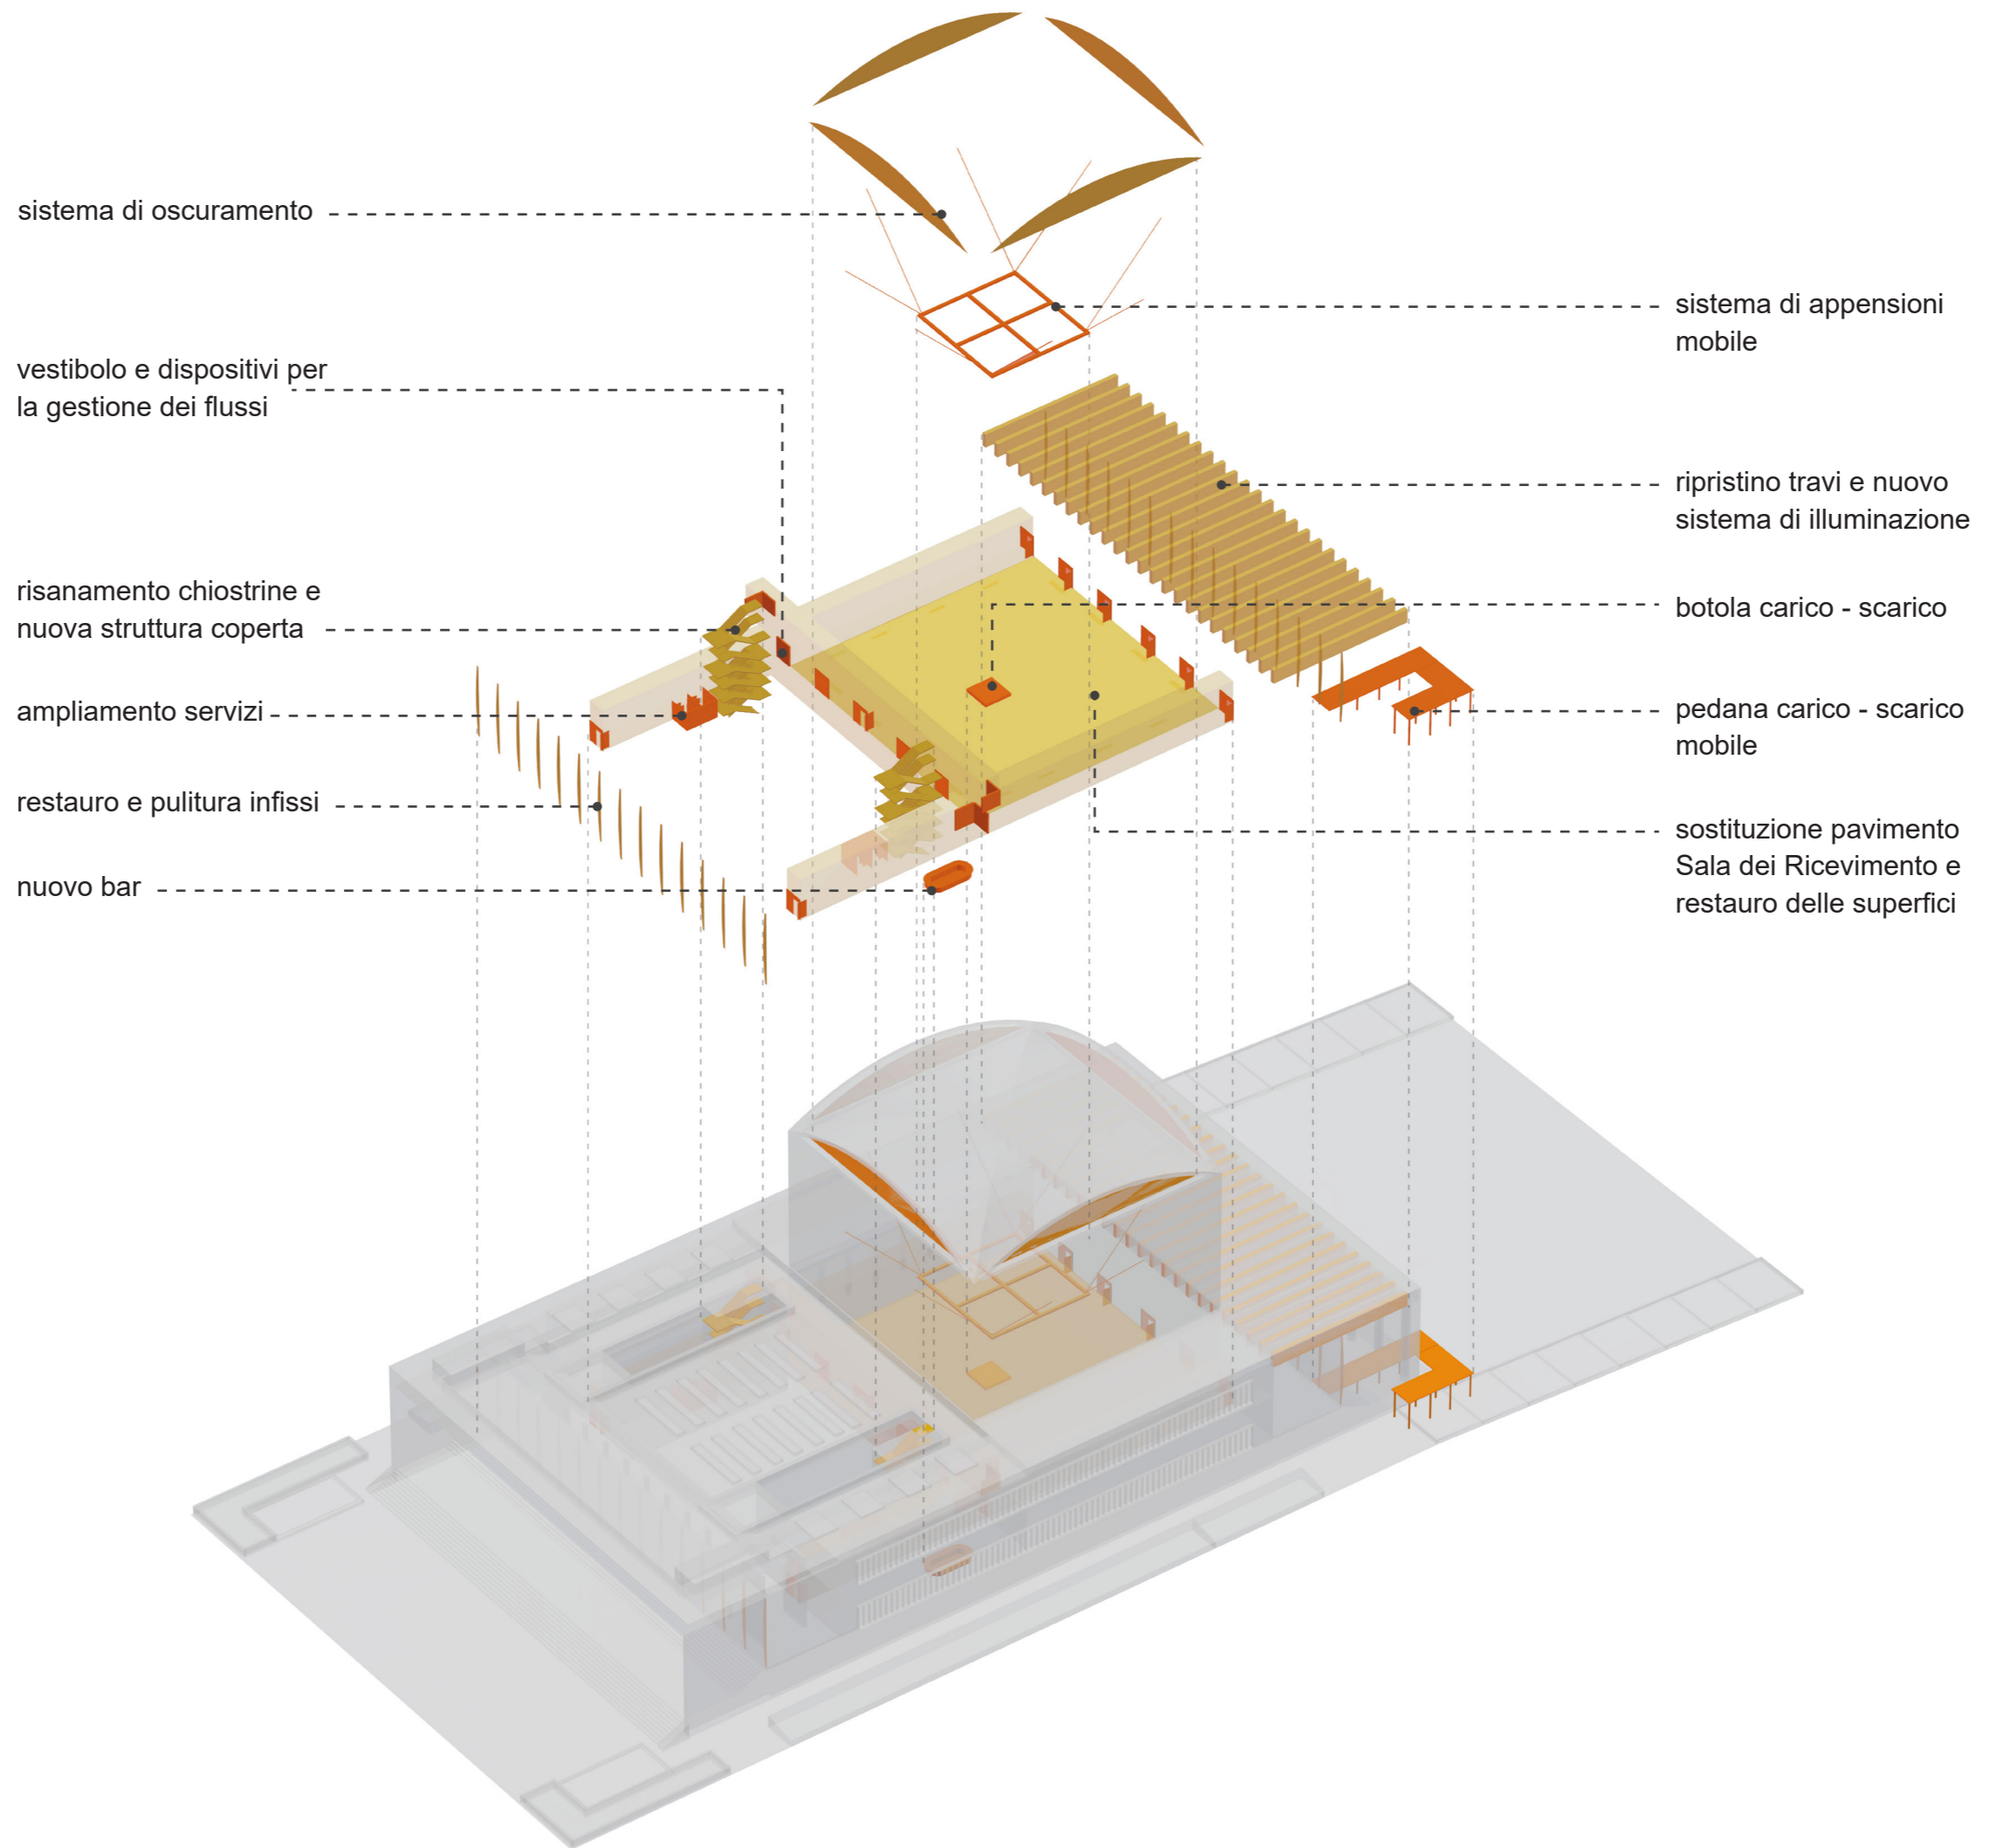 sistema di oscuramento
vestibolo e dispositivi per
la gestione dei flussi
risanamento chiostrine e
nuova struttura coperta
ampliamento servizi
restauro e pulitura infissi
nuovo bar
sistema di appensioni
mobile
ripristino travi e nuovo
sistema di illuminazione
botola carico - scarico
pedana carico - scarico
mobile
sostituzione pavimento
Sala dei Ricevimento e
restauro delle superfici